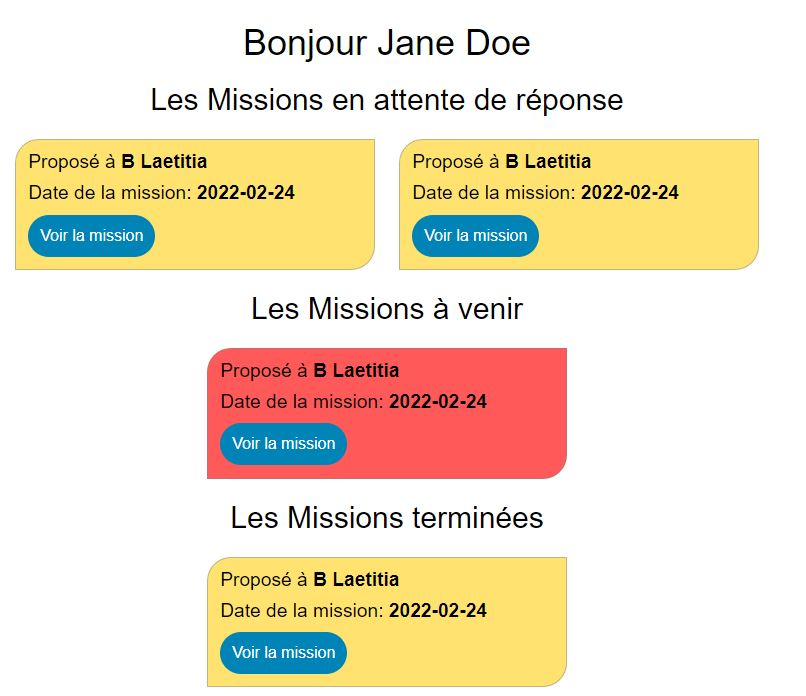 Bonjour Jane Doe
Les Missions en attente de réponse
Proposé à B Laetitia
Date de la mission: 2022-02-24
Voir la mission
Proposé à B Laetitia
Date de la mission: 2022-02-24
Voir la mission
Les Missions à venir
Proposé à B Laetitia
Date de la mission: 2022-02-24
Voir la mission
Les Missions terminées
Proposé à B Laetitia
Date de la mission: 2022-02-24
Voir la mission